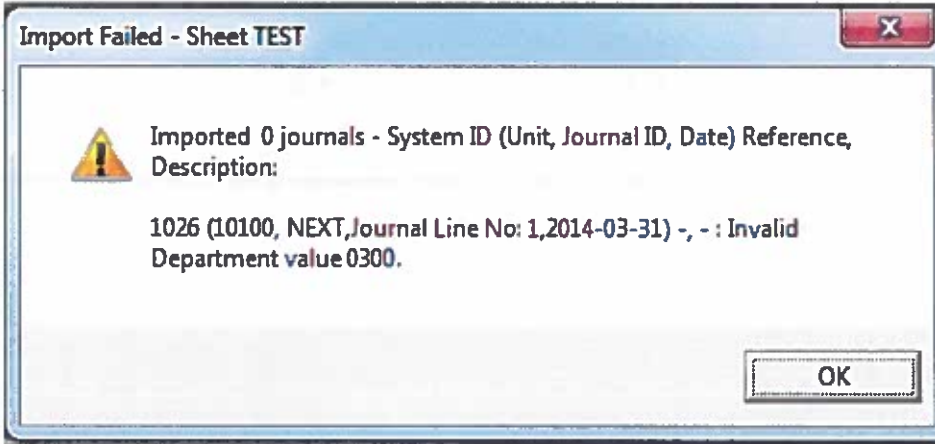 Import Failed - Sheet TEST
Imported 0 journals - System ID (Unit, Journal ID, Date) Reference,
Description:
1026 (10100, NEXT,Journal Line No: 1,2014-03-31) -, - : Invalid
Department value 0300.
OK